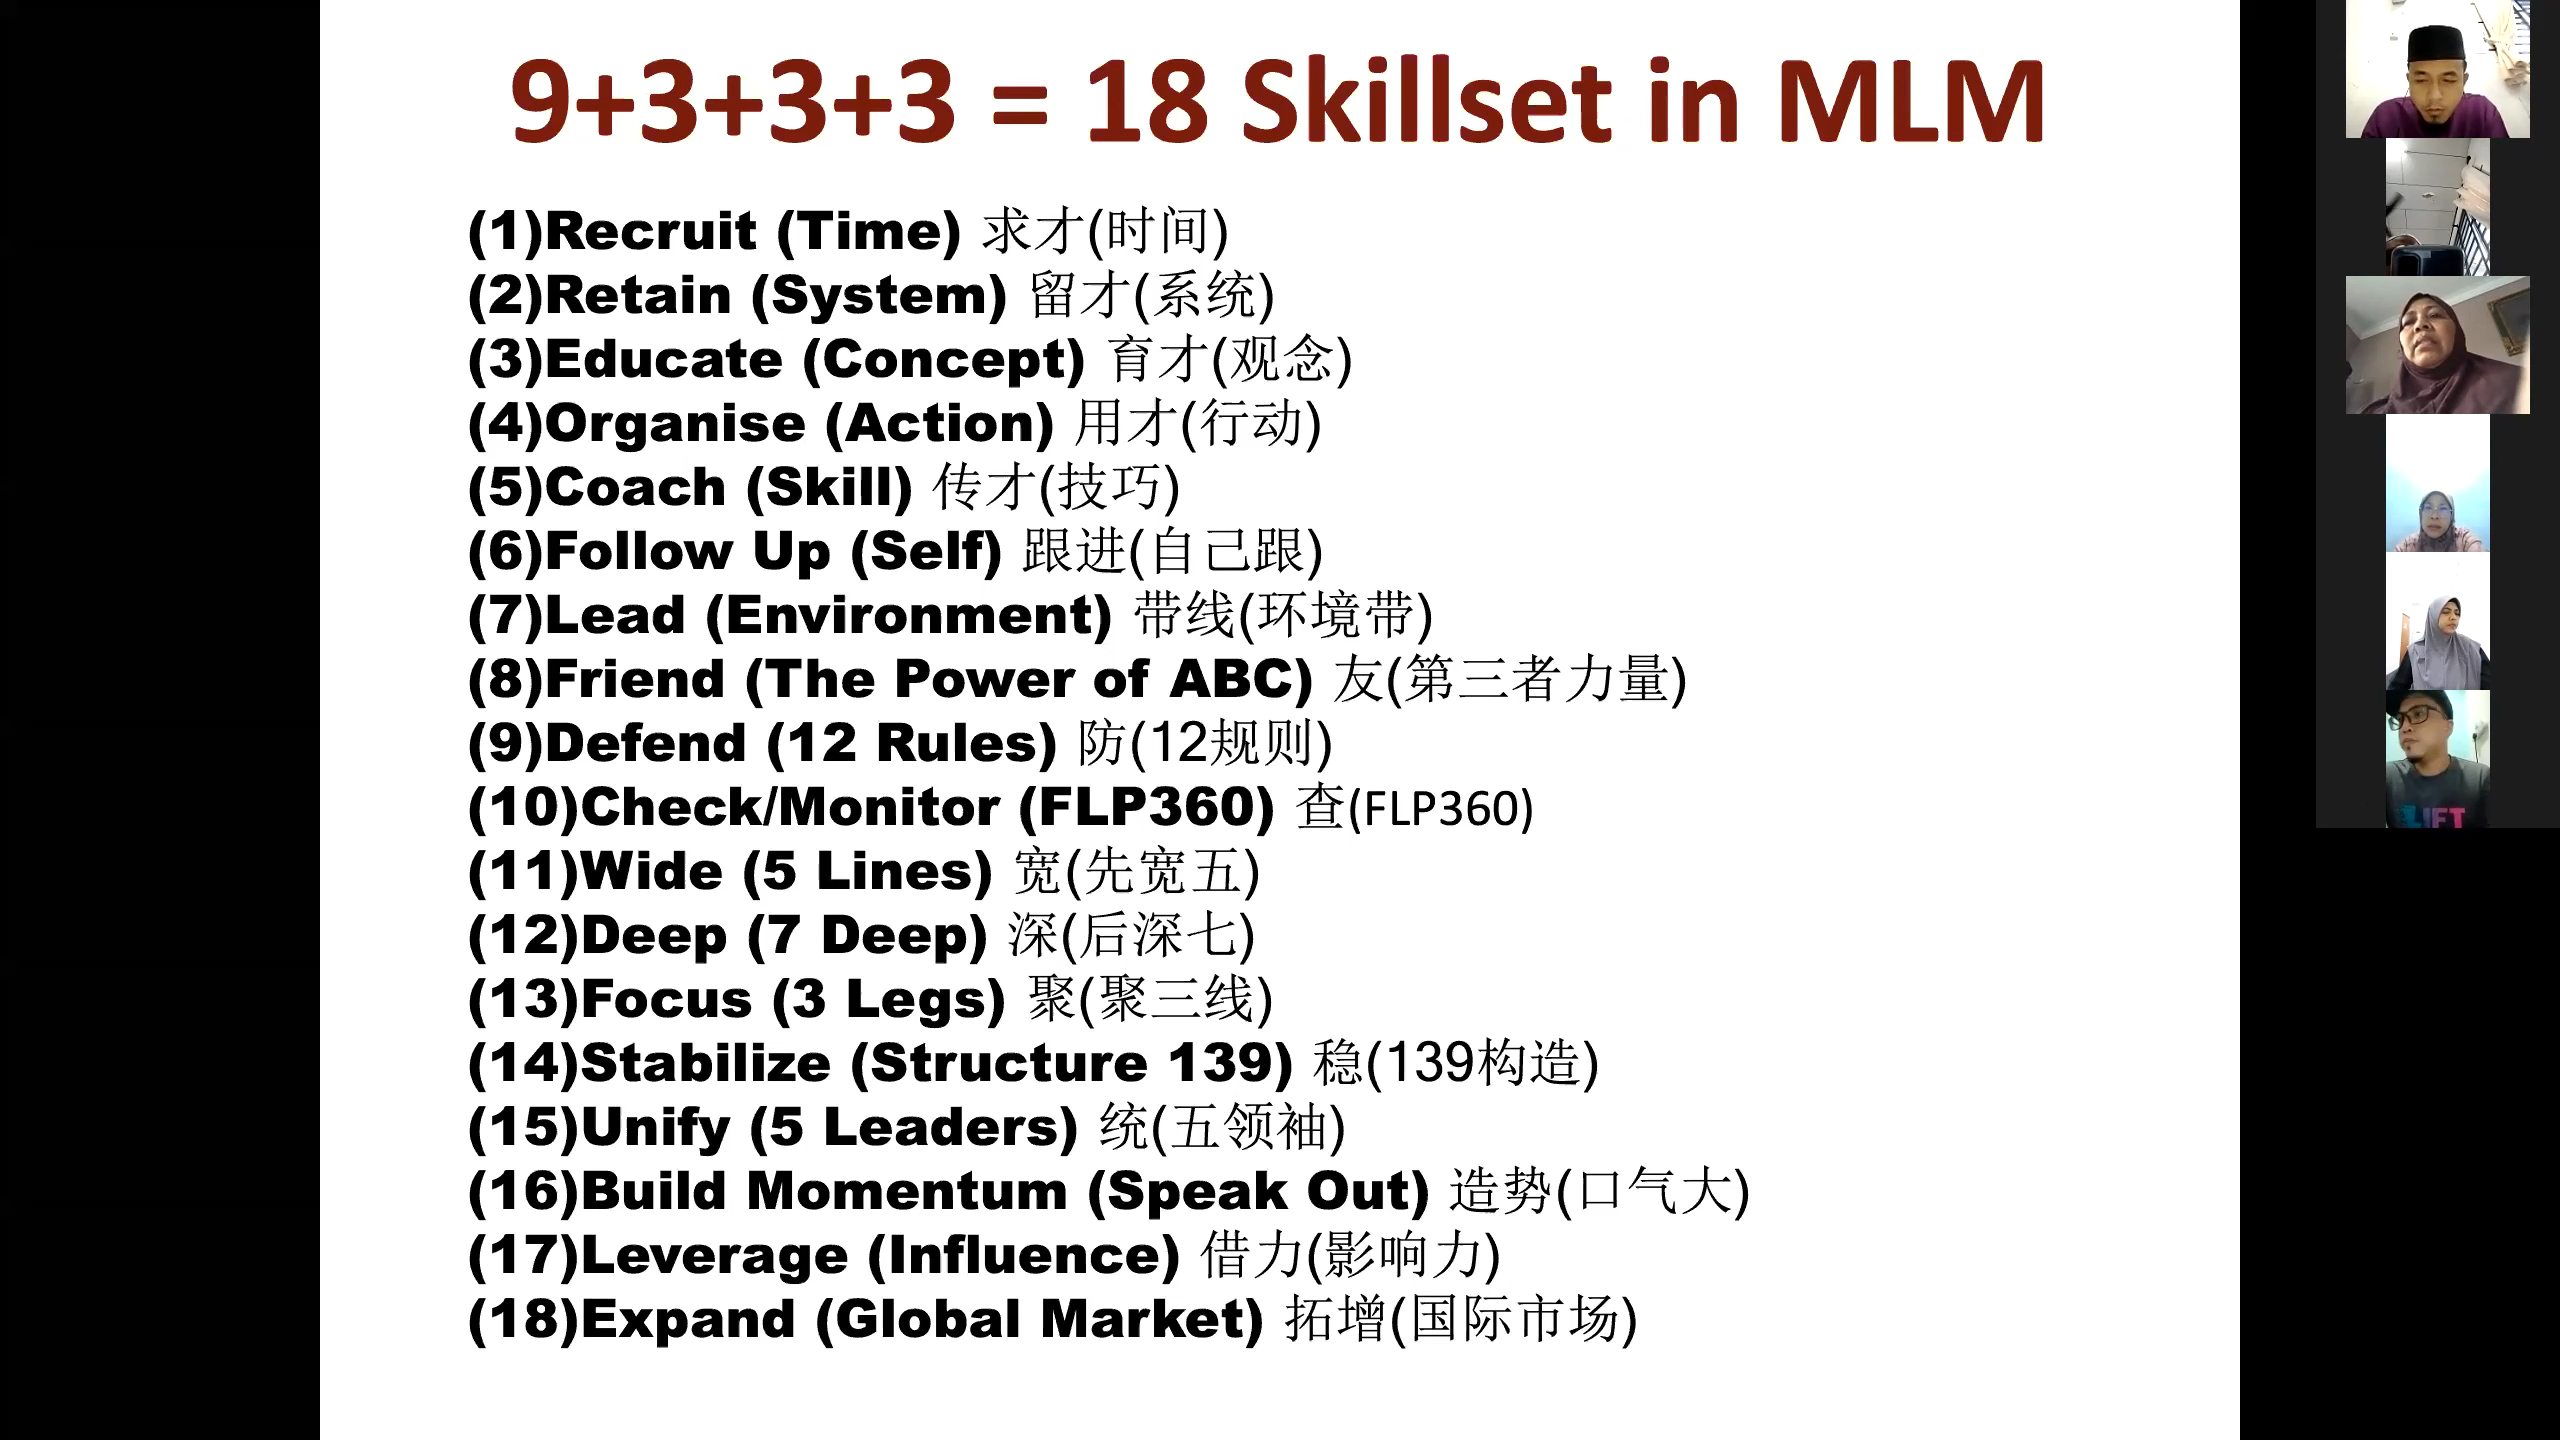 9+3+3+3 = 18 Skillset in MLM
(1)Recruit (Time) 求才(时间)
(2)Retain (System) 留才(系统)
(3)Educate (Concept) 育才(观念)
(4)Organise (Action) 用才(行动)
(5)Coach (Skill) 传才(技巧)
(6)Follow Up (Self) 跟进(自己跟)
(7)Lead (Environment) 带线(环境带)
(8)Friend (The Power of ABC) 友(第三者力量)
(9)Defend (12 Rules) 防(12规则)
(10)Check/Monitor (FLP360) 查(FLP360)
(11)Wide (5 Lines) 宽(先宽五)
(12)Deep (7 Deep) 深(后深七)
(13)Focus (3 Legs) 聚(聚三线)
(14)Stabilize (Structure 139) 稳(139构造)
(15)Unify (5 Leaders) 统(五领袖)
(16)Build Momentum (Speak Out) 造势(口气大)
(17)Leverage (Influence) 借力(影响力)
(18)Expand (Global Market) 拓增(国际市场)